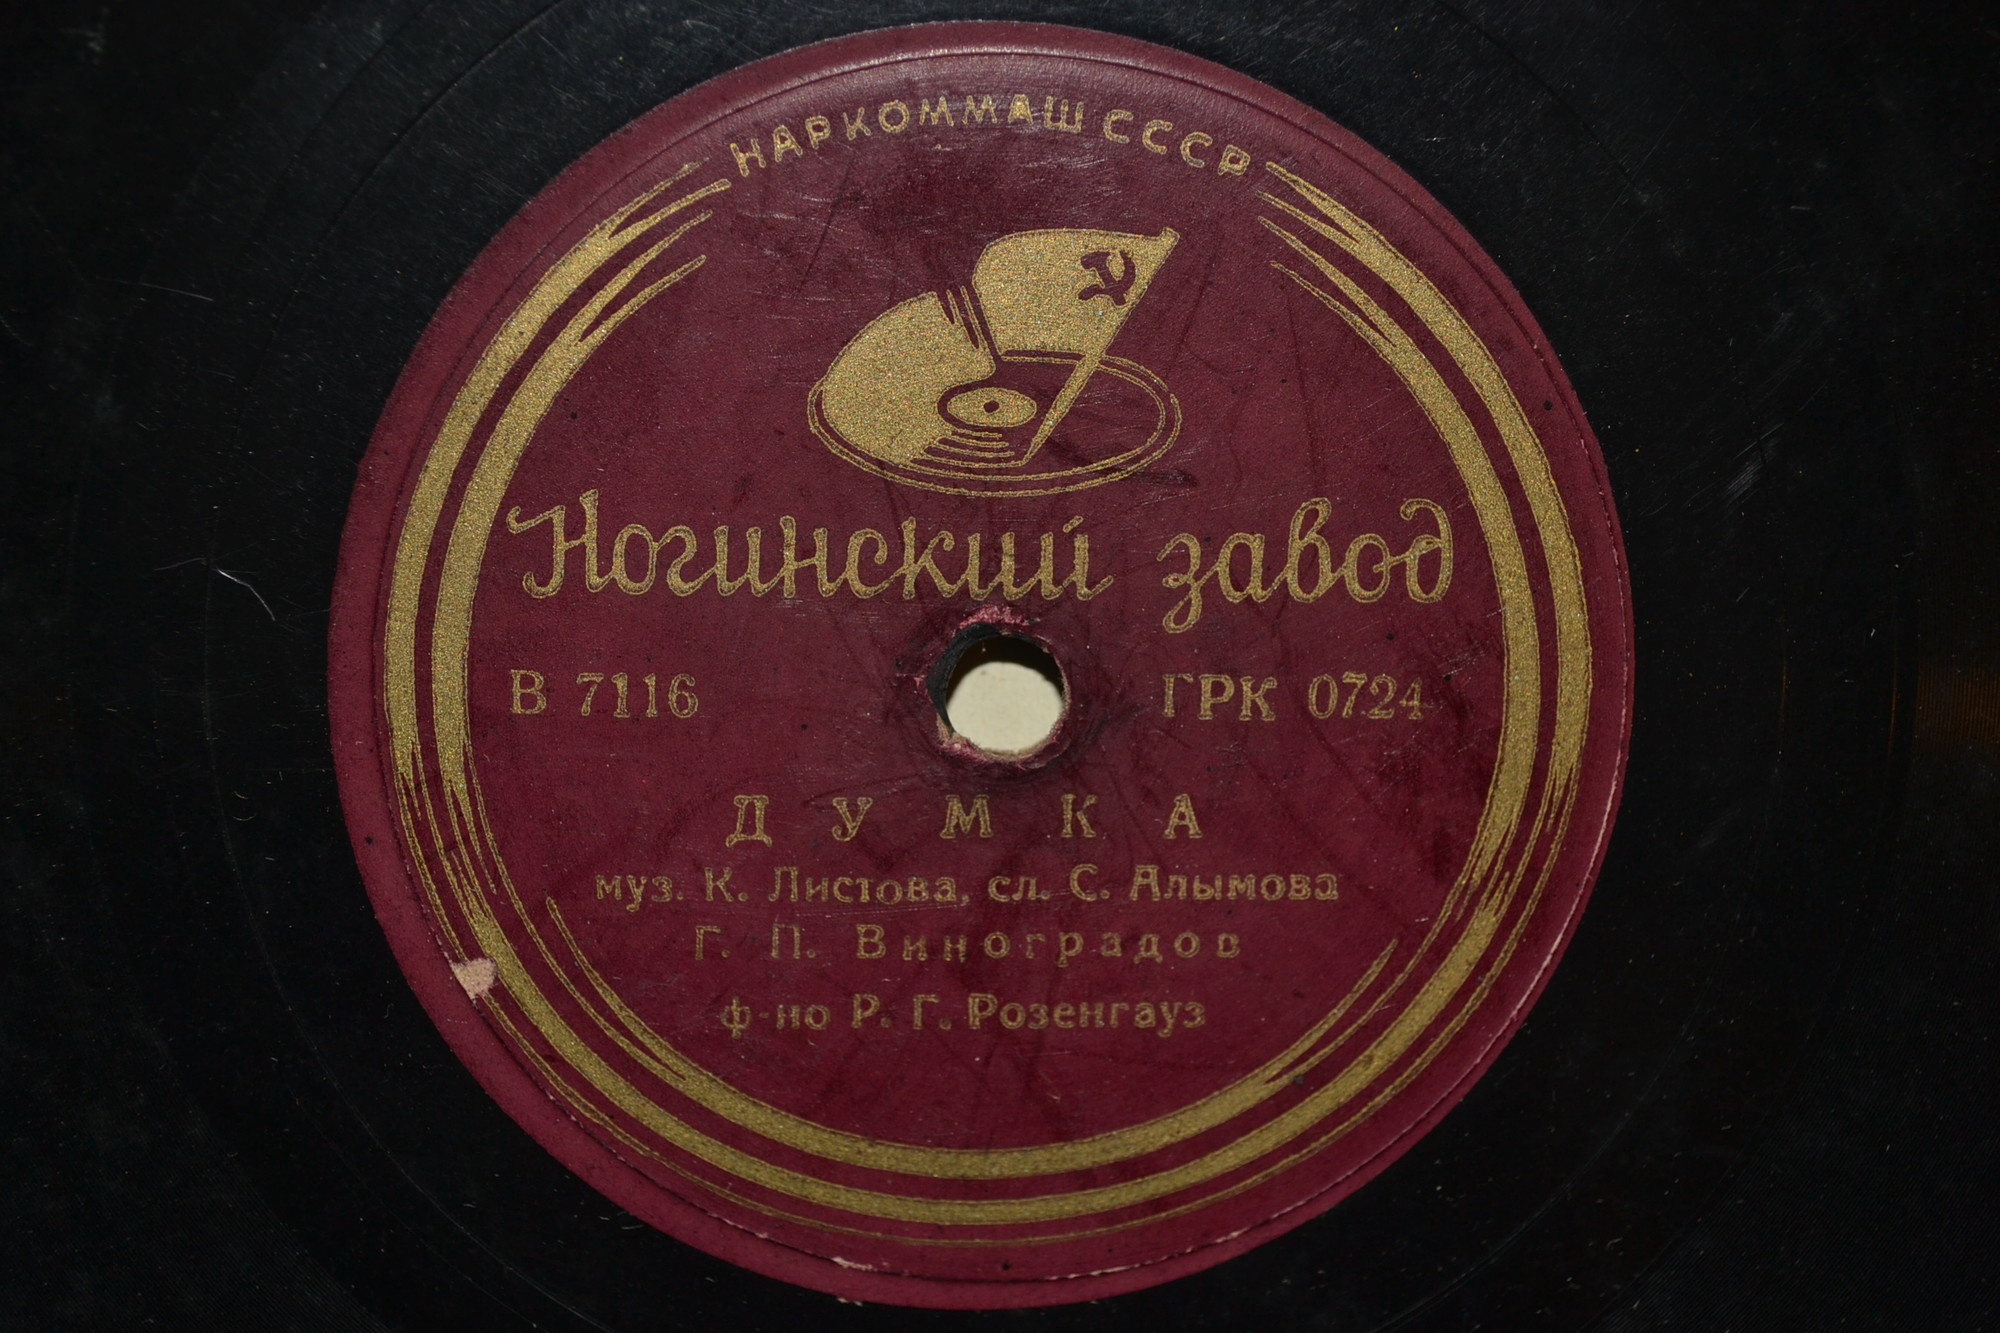 НАРКОММАШ СССР
Ногинский завод
В 7116 ГРК 0724
ДУМКА
муз. К. Листова, сл. С. Алымова
Г. П. Виноградов
ф-но Р. Г. Розенгауз